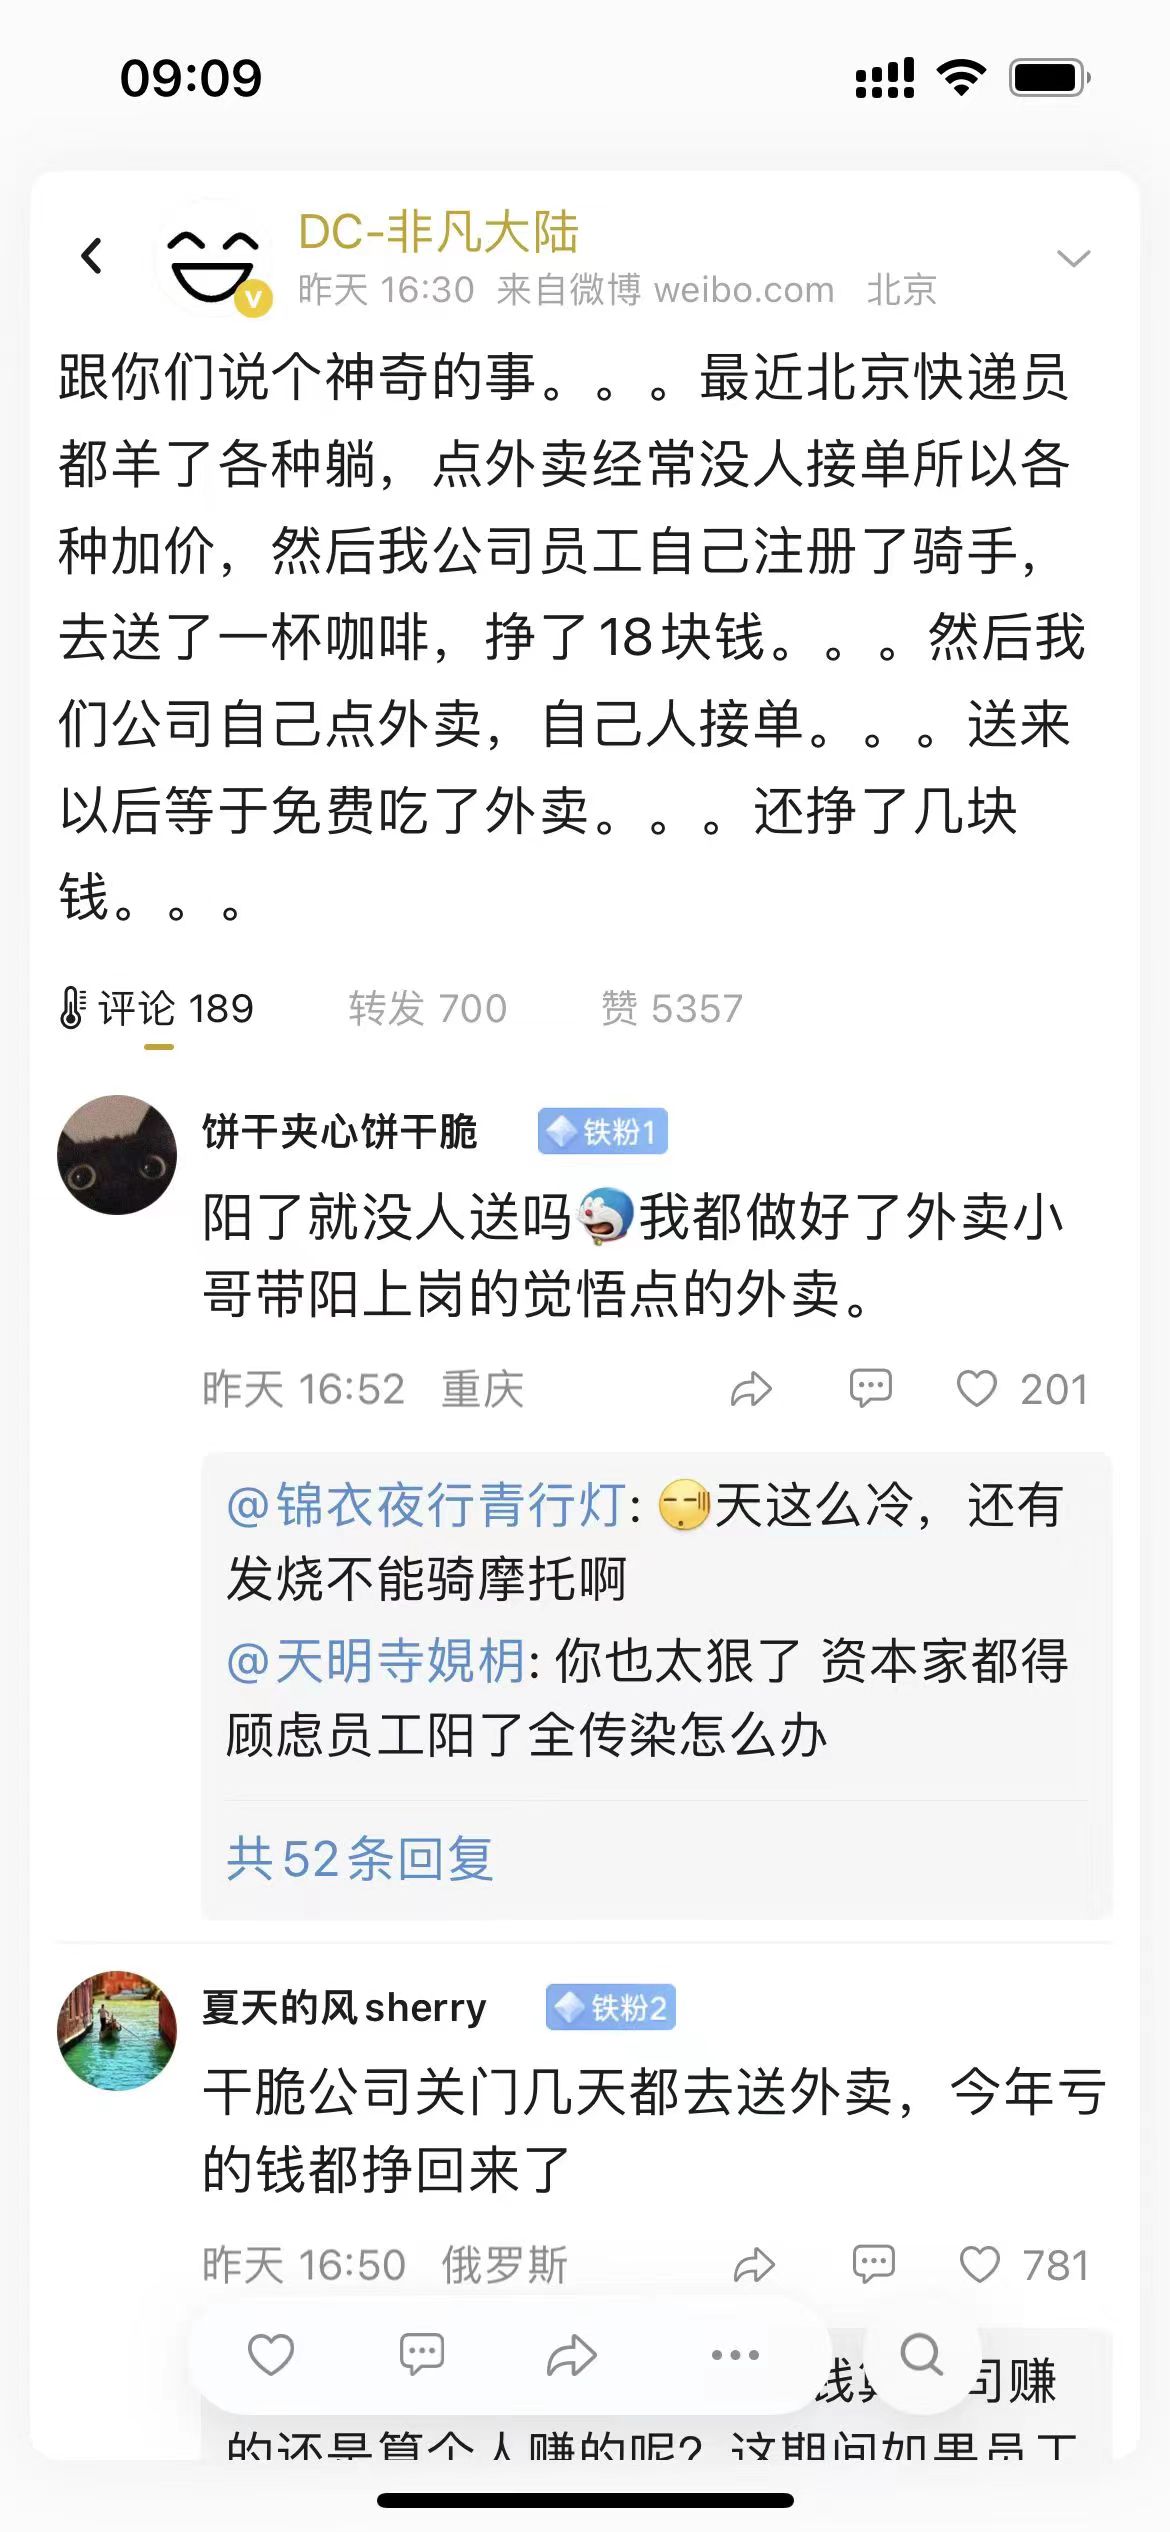 09:09
DC-非凡大陆
昨天 16:30 来自微博 weibo.com 北京
跟你们说个神奇的事。。。最近北京快递员
都羊了各种躺，点外卖经常没人接单所以各
种加价，然后我公司员工自己注册了骑手，
去送了一杯咖啡，挣了18块钱。。。然后我
们公司自己点外卖，自己人接单。。。送来
以后等于免费吃了外卖。。。还挣了几块
钱。。。
评论 189 转发 700 赞 5357
饼干夹心饼干脆 铁粉1
阳了就没人送吗我都做好了外卖小
哥带阳上岗的觉悟点的外卖。
昨天 16:52 重庆 201
@锦衣夜行青行灯: 天这么冷，还有
发烧不能骑摩托啊
@天明寺娊枂: 你也太狠了 资本家都得
顾虑员工阳了全传染怎么办
共52条回复
夏天的风sherry 铁粉2
干脆公司关门几天都去送外卖，今年亏
的钱都挣回来了
昨天 16:50 俄罗斯 781
钱算 司赚
的还是算个人赚的呢？这期间如果员工